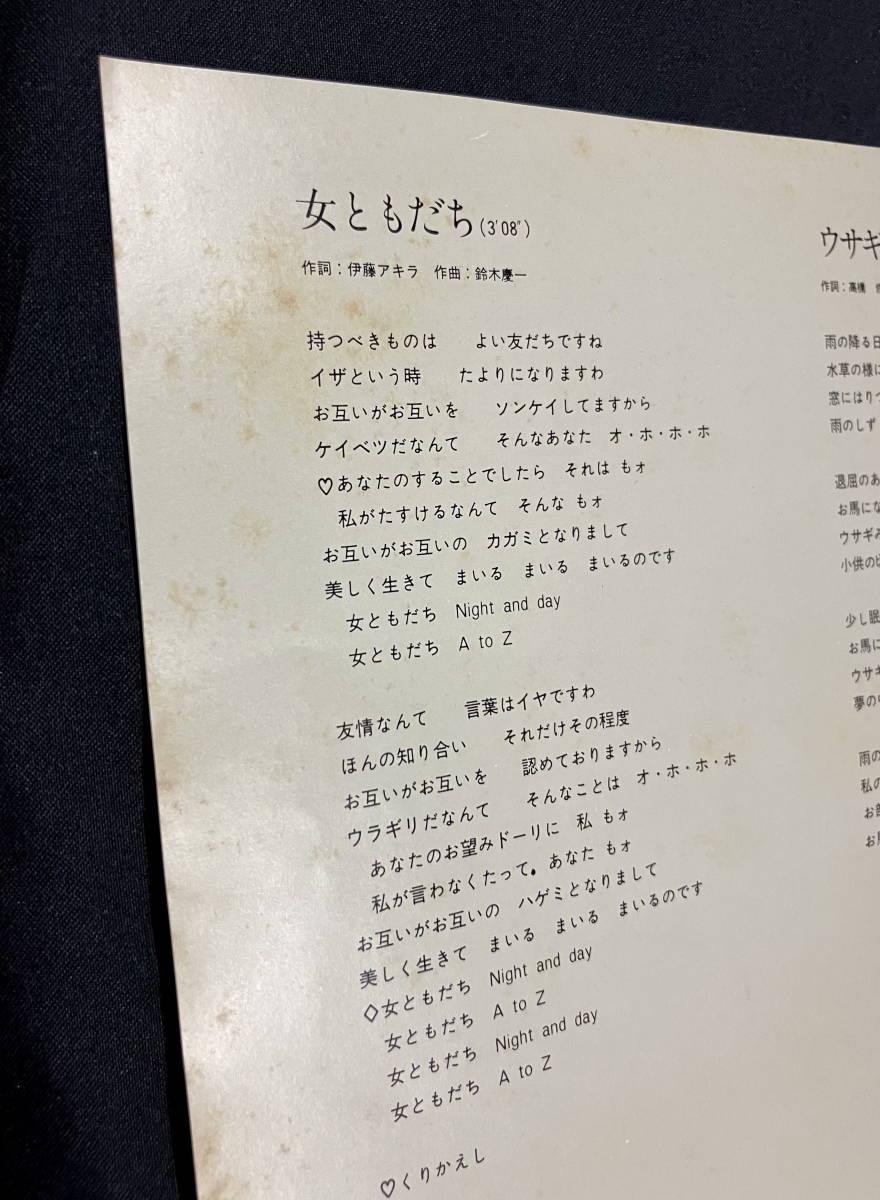 女ともだち(3'08")
作詞：伊藤アキラ 作曲：鈴木慶一
持つべきものは よい友だちですね
イザという時 たよりになりますわ
お互いがお互いを ソンケイしてますから
ケイベツだなんて そんなあなた オ・ホ・ホ・ホ
♡あなたのすることでしたら それは もォ
私がたすけるなんて そんな もォ
お互いがお互いの カガミとなりまして
美しく生きて まいる まいる まいるのです
女ともだち Night and day
女ともだち A to Z
友情なんて 言葉はイヤですわ
ほんの知り合い それだけその程度
お互いがお互いを 認めておりますから
ウラギリだなんて そんなことは オ・ホ・ホ・ホ
あなたのお望みドーリに 私 もォ
私が言わなくたって。あなた もォ
お互いがお互いの ハゲミとなりまして
美しく生きて まいる まいる まいるのです
◇女ともだち Night and day
女ともだち A to Z
女ともだち Night and day
女ともだち A to Z
♡くりかえし
ウサギ
作詞：高橋
雨の降る日
水草の様に
窓にはりつ
雨のしず
退屈のあ
お馬にな
ウサギみ
小供の
少し眠
お馬に
ウサギ
夢の
雨の
私の
お
お